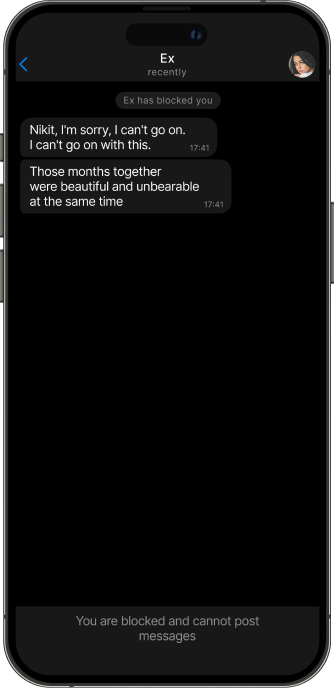 Ex
recently
Ex has blocked you
Nikit, I'm sorry, I can't go on.
I can't go on with this.
17:41
Those months together
were beautiful and unbearable
at the same time
17:41
You are blocked and cannot post
messages